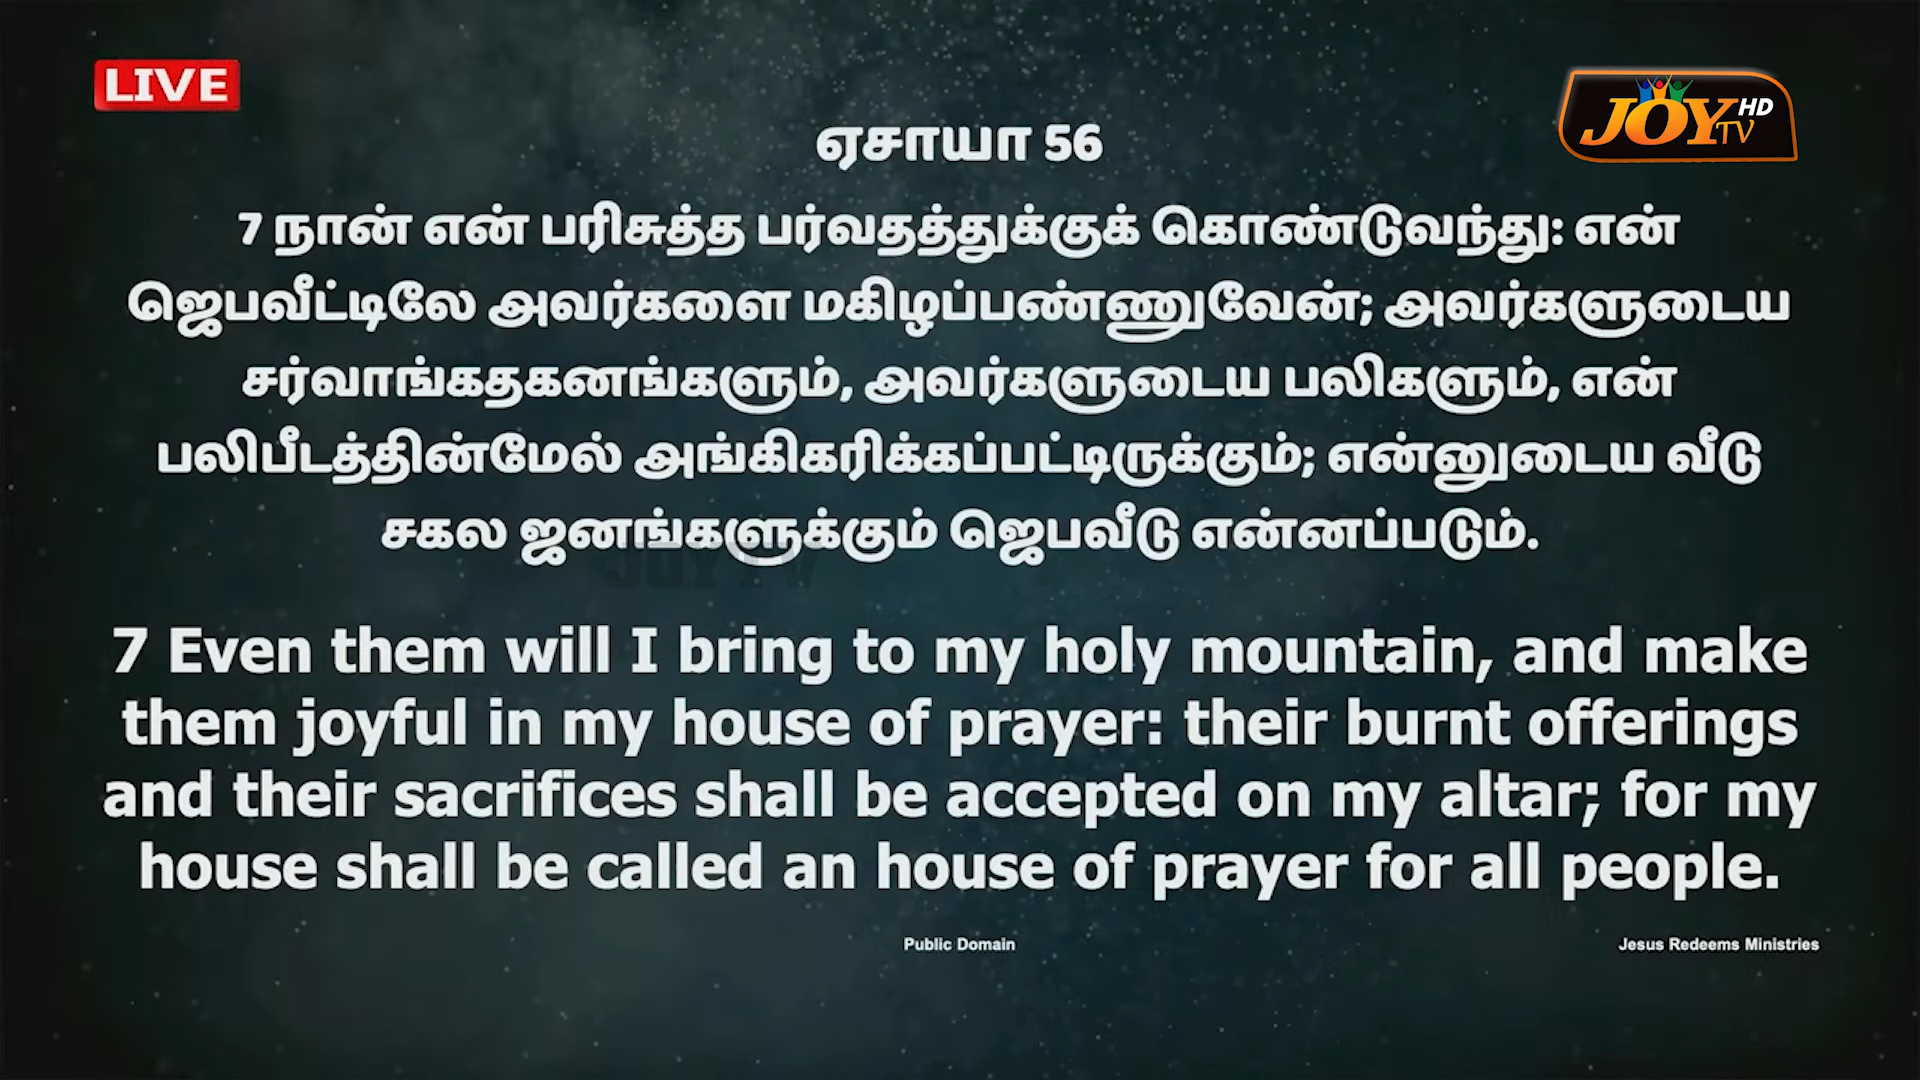 LIVE
JOY TV HD
ஏசாயா 56
7 நான் என் பரிசுத்த பர்வதத்துக்குக் கொண்டுவந்து: என்
ஜெபவீட்டிலே அவர்களை மகிழப்பண்ணுவேன்; அவர்களுடைய
சர்வாங்கதகனங்களும், அவர்களுடைய பலிகளும், என்
பலிபீடத்தின்மேல் அங்கிகரிக்கப்பட்டிருக்கும்; என்னுடைய வீடு
சகல ஜனங்களுக்கும் ஜெபவீடு என்னப்படும்.
JOY TV
7 Even them will I bring to my holy mountain, and make
them joyful in my house of prayer: their burnt offerings
and their sacrifices shall be accepted on my altar; for my
house shall be called an house of prayer for all people.
Public Domain
Jesus Redeems Ministries